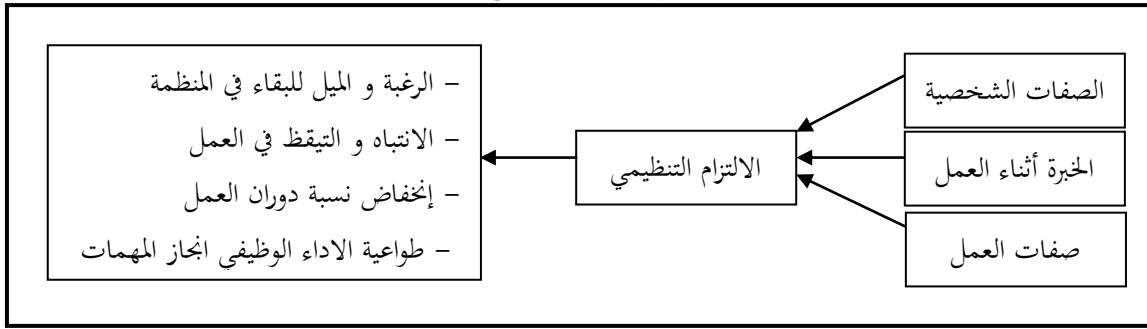 الصفات الشخصية
الخبرة أثناء العمل
صفات العمل
الالتزام التنظيمي
- الرغبة و الميل للبقاء في المنظمة
- الانتباه و التيقظ في العمل
- إنخفاض نسبة دوران العمل
- طواعية الاداء الوظيفي انجاز المهمات